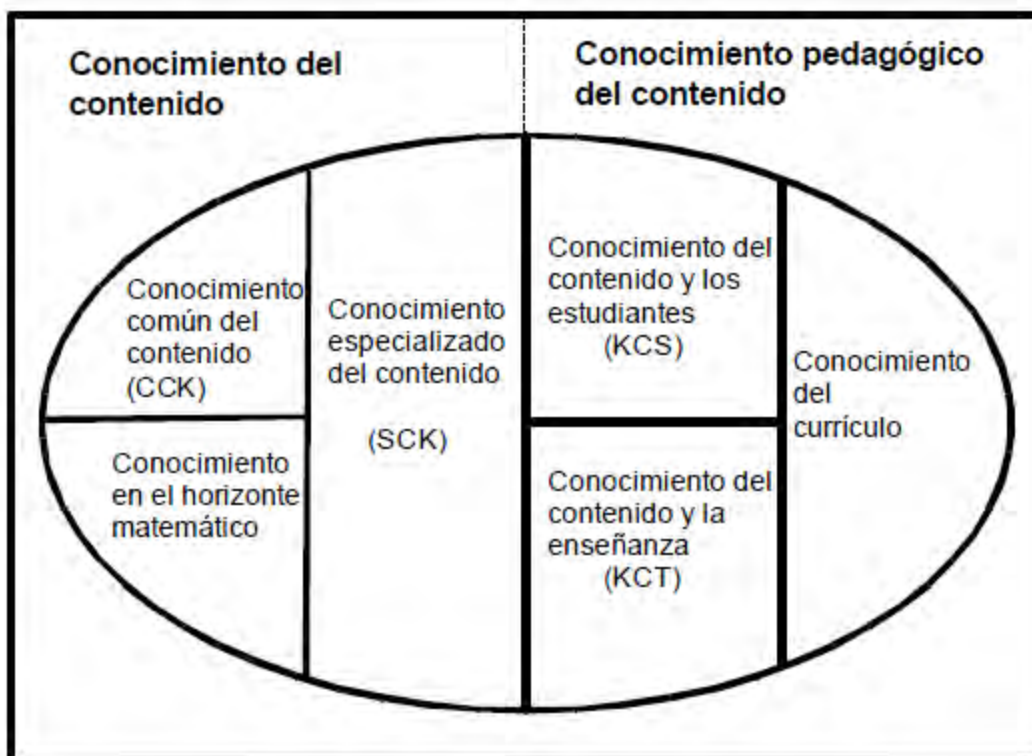 Conocimiento del
contenido
Conocimiento pedagógico
del contenido
Conocimiento
común del
contenido
(CCK)
Conocimiento
en el horizonte
matemático
Conocimiento
especializado
del contenido
(SCK)
Conocimiento del
contenido y los
estudiantes
(KCS)
Conocimiento del
contenido y la
enseñanza
(KCT)
Conocimiento
del
currículo